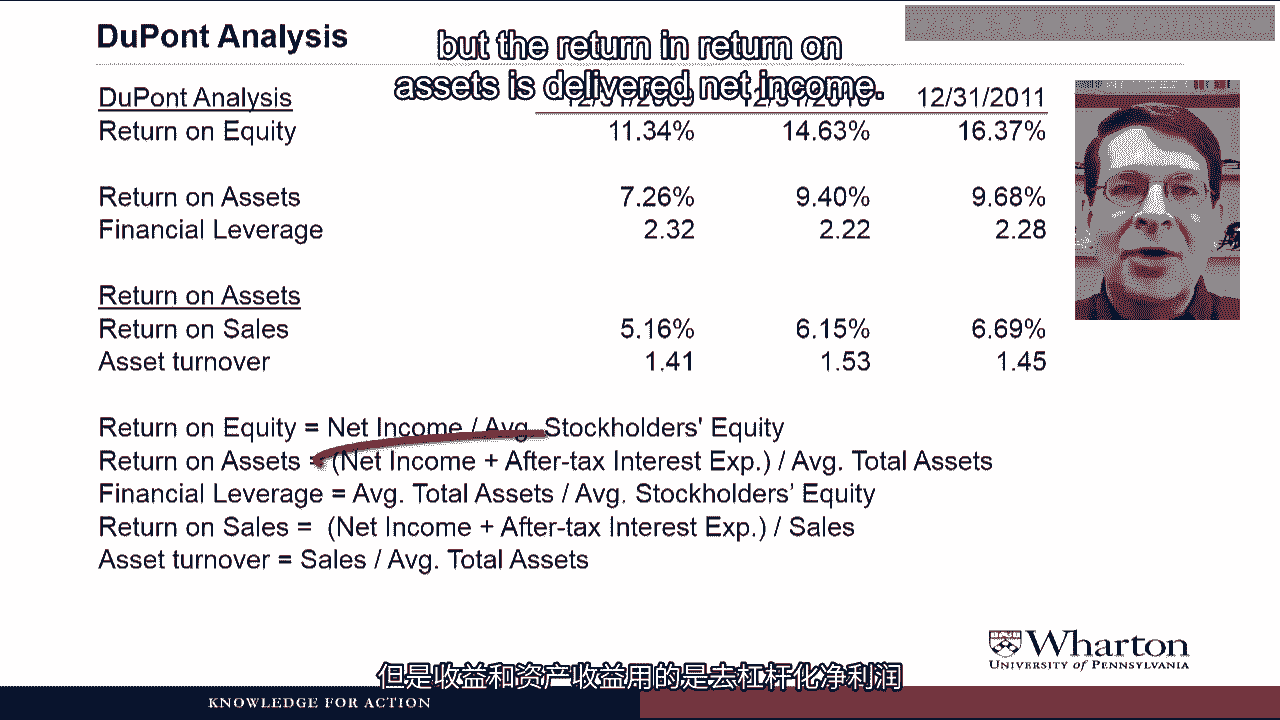 DuPont Analysis
but the return in return on
assets is delivered net income.
DuPont Analysis 12/31/2011
Return on Equity 11.34% 14.63% 16.37%
Return on Assets 7.26% 9.40% 9.68%
Financial Leverage 2.32 2.22 2.28
Return on Assets
Return on Sales 5.16% 6.15% 6.69%
Asset turnover 1.41 1.53 1.45
Return on Equity = Net Income / Avg. Stockholders' Equity
Return on Assets = (Net Income + After-tax Interest Exp.) / Avg. Total Assets
Financial Leverage = Avg. Total Assets / Avg. Stockholders’ Equity
Return on Sales = (Net Income + After-tax Interest Exp.) / Sales
Asset turnover = Sales / Avg. Total Assets
Wharton
UNIVERSITY OF PENNSYLVANIA
但是收益和资产收益用的是去杠杆化净利润
KNOWLEDGE FOR ACTION